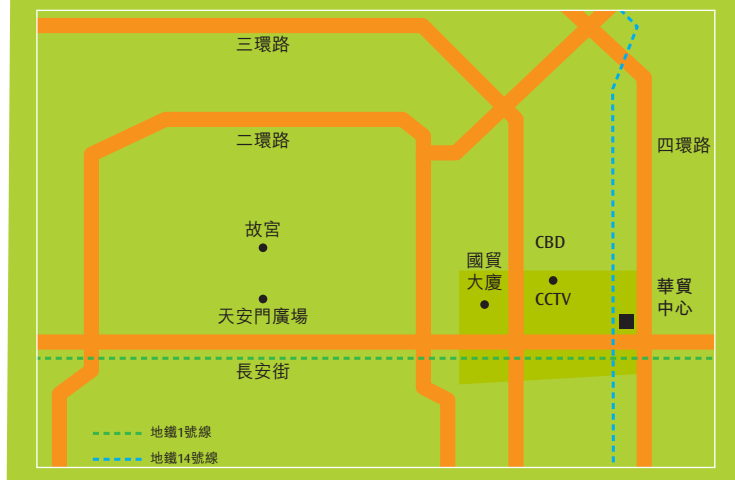 三環路
二環路
四環路
故宮
天安門廣場
CBD
國貿
大廈
CCTV
華貿
中心
長安街
地鐵1號線
地鐵14號線